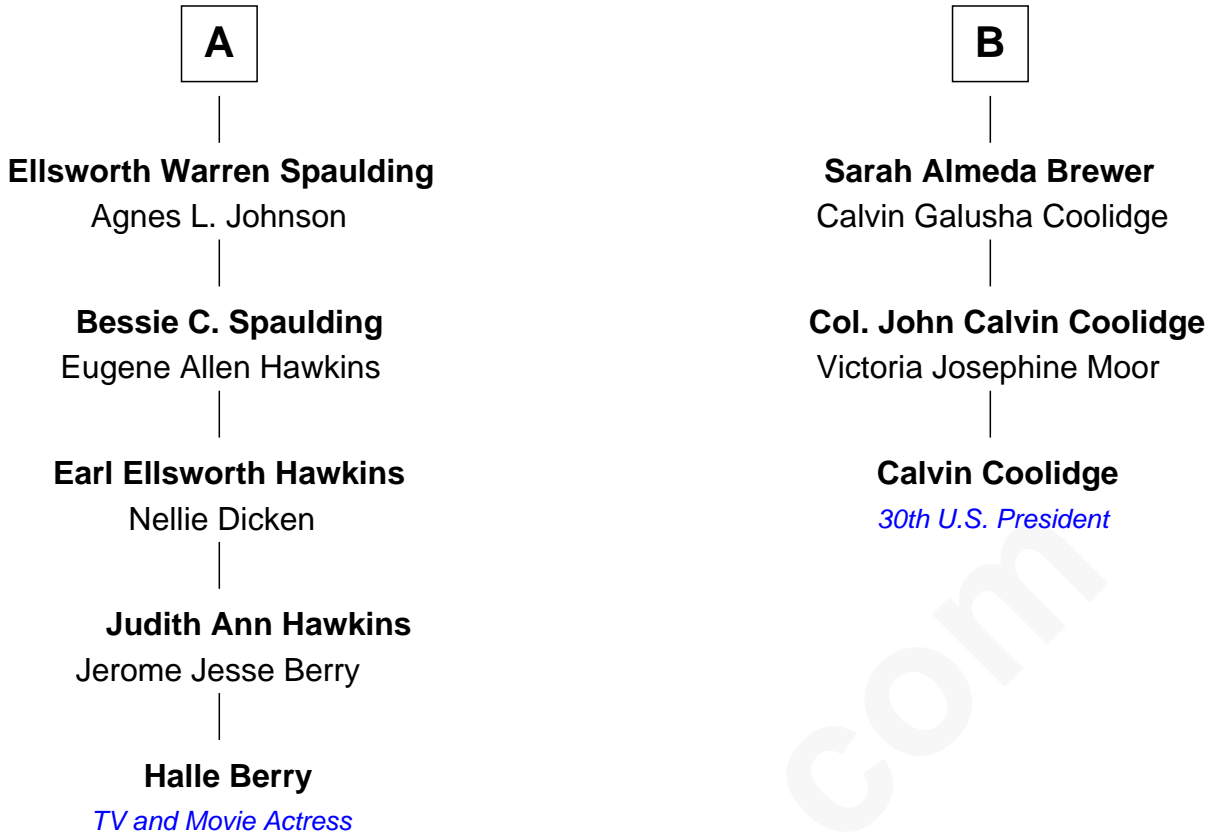 A
Ellsworth Warren Spaulding
Agnes L. Johnson
Bessie C. Spaulding
Eugene Allen Hawkins
Earl Ellsworth Hawkins
Nellie Dicken
Judith Ann Hawkins
Jerome Jesse Berry
Halle Berry
TV and Movie Actress
B
Sarah Almeda Brewer
Calvin Galusha Coolidge
Col. John Calvin Coolidge
Victoria Josephine Moor
Calvin Coolidge
30th U.S. President
com